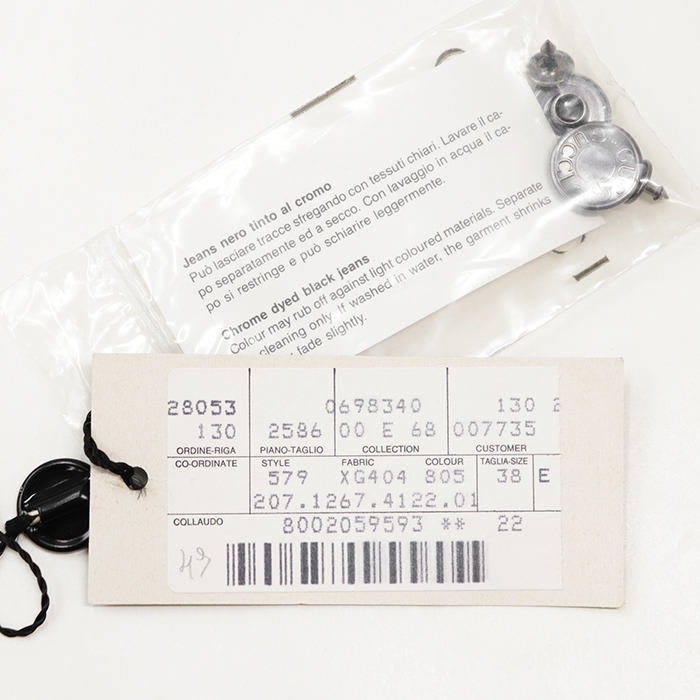 Jeans nero tinto al cromo
Può lasciare tracce sfregando con tessuti chiari. Lavare il ca-
po separatamente ed a secco. Con lavaggio in acqua il ca-
po si restringe e può schiarire leggermente.
Chrome dyed black jeans
Colour may rub off against light coloured materials. Separate
cleaning only. If washed in water, the garment shrinks
fade slightly.
28053 0698340 130 2
130 2586 00 E 68 007735
ORDINE-RIGA PIANO-TAGLIO COLLECTION CUSTOMER
CO-ORDINATE STYLE FABRIC COLOUR TAGLIA-SIZE
579 XG404 805 38 E
207.1267.4122.01
COLLAUDO 8002059593 ** 22